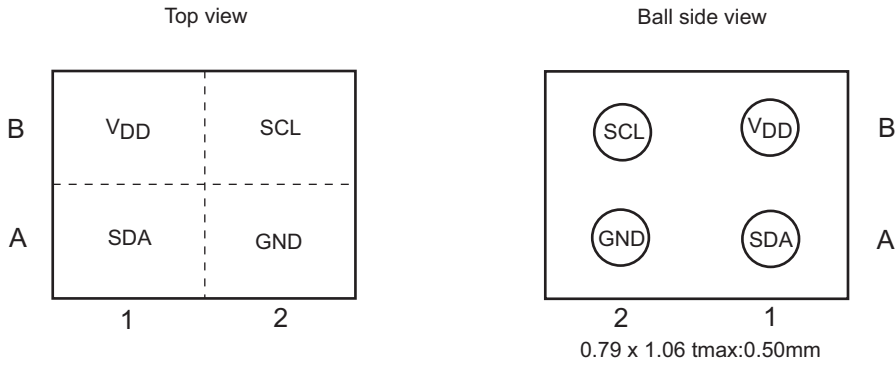 Top view
Ball side view
B
VDD
SCL
SCL
VDD
B
A
SDA
GND
GND
SDA
A
1
2
2
1
0.79 x 1.06 tmax:0.50mm